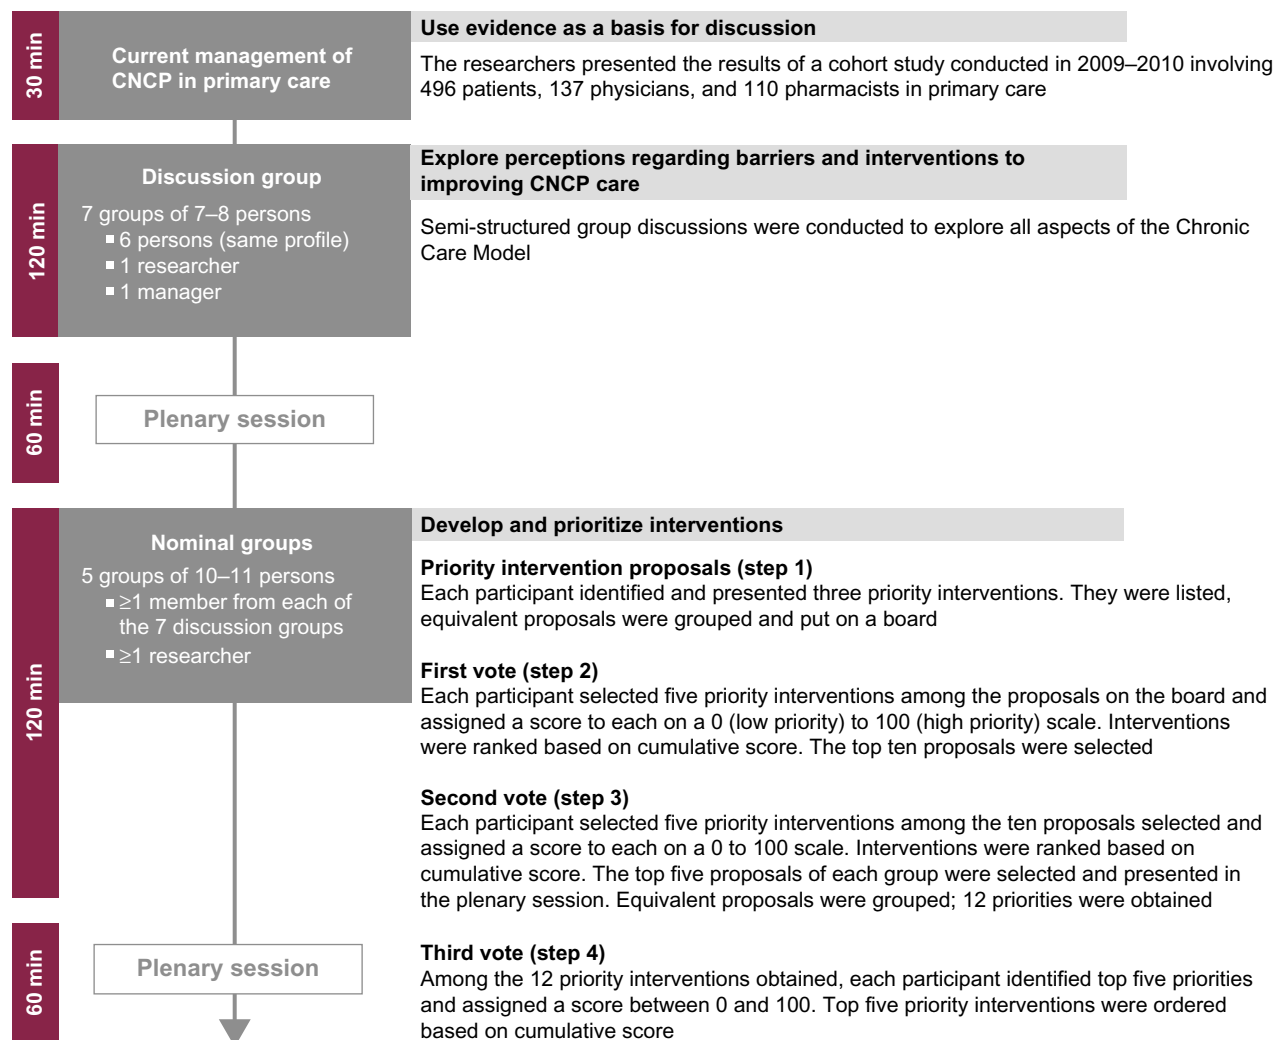 30 min
Current management of
CNCP in primary care
Use evidence as a basis for discussion
The researchers presented the results of a cohort study conducted in 2009–2010 involving
496 patients, 137 physicians, and 110 pharmacists in primary care
120 min
Discussion group
7 groups of 7–8 persons
▪ 6 persons (same profile)
▪ 1 researcher
▪ 1 manager
Explore perceptions regarding barriers and interventions to
improving CNCP care
Semi-structured group discussions were conducted to explore all aspects of the Chronic
Care Model
60 min
Plenary session
120 min
Nominal groups
5 groups of 10–11 persons
▪ ≥1 member from each of
the 7 discussion groups
▪ ≥1 researcher
Develop and prioritize interventions
Priority intervention proposals (step 1)
Each participant identified and presented three priority interventions. They were listed,
equivalent proposals were grouped and put on a board
First vote (step 2)
Each participant selected five priority interventions among the proposals on the board and
assigned a score to each on a 0 (low priority) to 100 (high priority) scale. Interventions
were ranked based on cumulative score. The top ten proposals were selected
Second vote (step 3)
Each participant selected five priority interventions among the ten proposals selected and
assigned a score to each on a 0 to 100 scale. Interventions were ranked based on
cumulative score. The top five proposals of each group were selected and presented in
the plenary session. Equivalent proposals were grouped; 12 priorities were obtained
60 min
Plenary session
Third vote (step 4)
Among the 12 priority interventions obtained, each participant identified top five priorities
and assigned a score between 0 and 100. Top five priority interventions were ordered
based on cumulative score